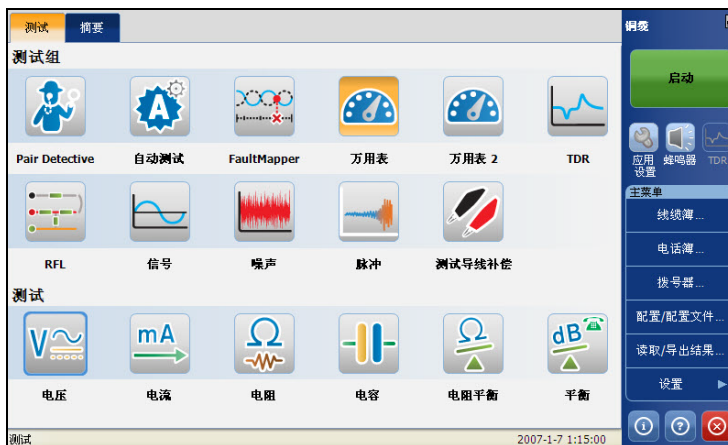 测试 摘要
测试组
Pair Detective 自动测试 FaultMapper 万用表 万用表 2 TDR
RFL 信号 噪声 脉冲 测试导线补偿
测试
V mA Ω Ω dB
电压 电流 电阻 电容 电阻平衡 平衡
测试 2007-1-7 1:15:00
铜缆
启动
应用设置 蜂鸣器 TDR
主菜单
线缆簿...
电话簿...
拨号器...
配置/配置文件...
读取/导出结果...
设置